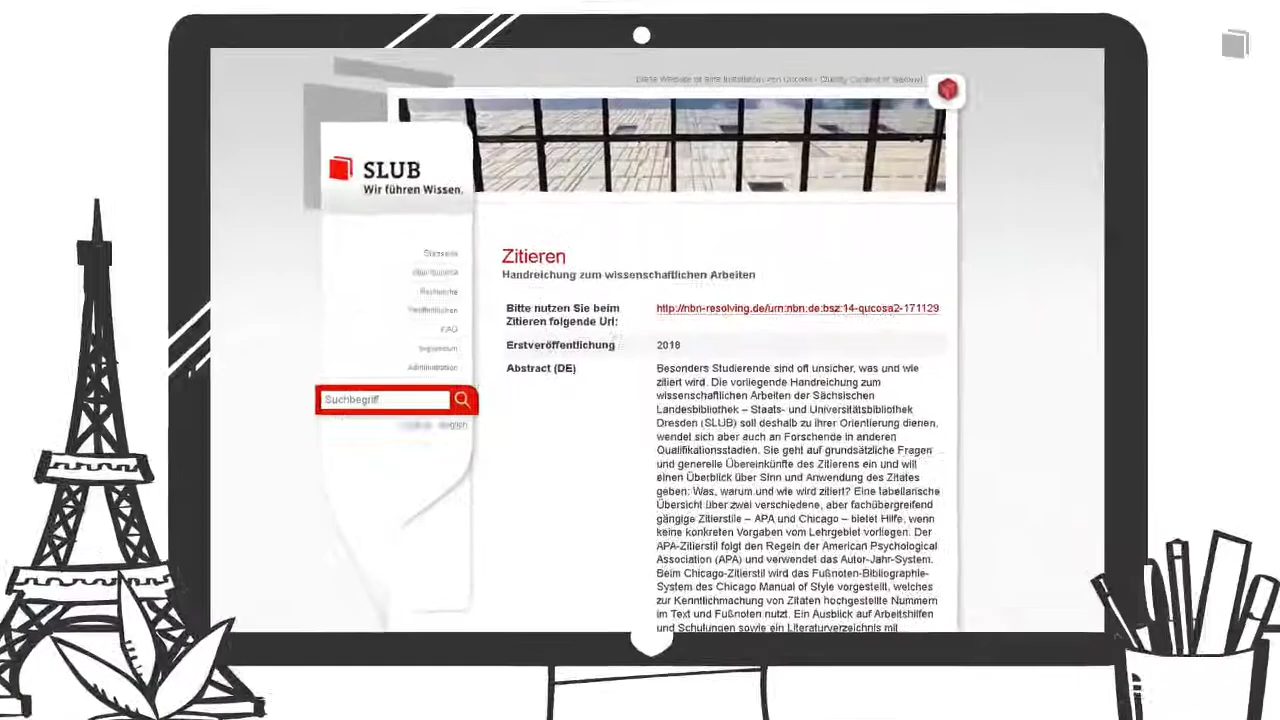 SLUB
Wir führen Wissen.
Startseite
Recherche
Veröffentlichen
FAQ
Impressum
Administration
Suchbegriff
English
Zitieren
Handreichung zum wissenschaftlichen Arbeiten
Bitte nutzen Sie beim
Zitieren folgende Url:
http://nbn-resolving.de/urn:nbn:de:bsz:14-qucosa2-171129
Erstveröffentlichung
2018
Abstract (DE)
Besonders Studierende sind oft unsicher, was und wie
zitiert wird. Die vorliegende Handreichung zum
wissenschaftlichen Arbeiten der Sächsischen
Landesbibliothek – Staats- und Universitätsbibliothek
Dresden (SLUB) soll deshalb zu ihrer Orientierung dienen,
wendet sich aber auch an Forschende in anderen
Qualifikationsstadien. Sie geht auf grundsätzliche Fragen
und generelle Übereinkünfte des Zitierens ein und will
einen Überblick über Sinn und Anwendung des Zitates
geben: Was, warum und wie wird zitiert? Eine tabellarische
Übersicht über zwei verschiedene, aber fachübergreifend
gängige Zitierstile – APA und Chicago – bietet Hilfe, wenn
keine konkreten Vorgaben vom Lehrgebiet vorliegen. Der
APA-Zitierstil folgt den Regeln der American Psychological
Association (APA) und verwendet das Autor-Jahr-System.
Beim Chicago-Zitierstil wird das Fußnoten-Bibliographie-
System des Chicago Manual of Style vorgestellt, welches
zur Kenntlichmachung von Zitaten hochgestellte Nummern
im Text und Fußnoten nutzt. Ein Ausblick auf Arbeitshilfen
und Schulungen sowie ein Literaturverzeichnis mit